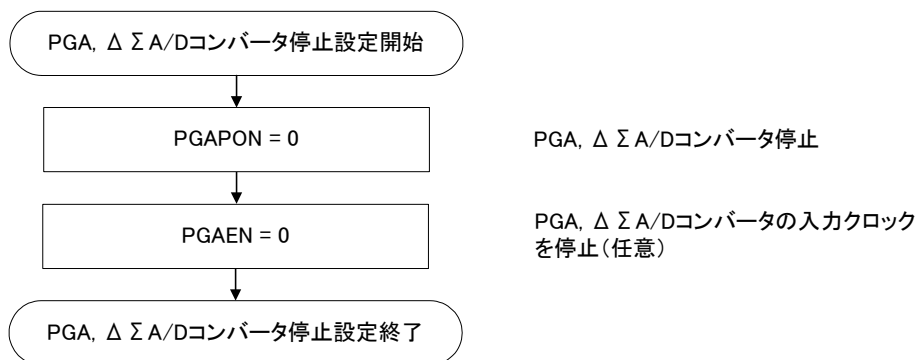 PGA, ΔΣA/Dコンバータ停止設定開始
PGAPON = 0
PGA, ΔΣA/Dコンバータ停止
PGAEN = 0
PGA, ΔΣA/Dコンバータの入力クロック
を停止（任意）
PGA, ΔΣA/Dコンバータ停止設定終了